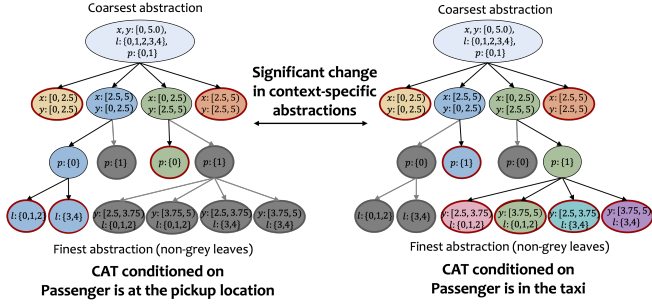 Coarsest abstraction
x, y: [0, 5.0),
l: {0,1,2,3,4},
p: {0,1}
x: [0, 2.5)
y: [0, 2.5)
x: [2.5, 5)
y: [0, 2.5)
x: [0, 2.5)
y: [2.5, 5)
x: [2.5, 5)
y: [2.5, 5)
p: {0}
p: {1}
p: {0}
p: {1}
l: {0,1,2}
l: {3,4}
y: [2.5, 3.75)
l: {0,1,2}
y: [3.75, 5)
l: {0,1,2}
y: [2.5, 3.75)
l: {3,4}
y: [3.75, 5)
l: {3,4}
Finest abstraction (non-grey leaves)
CAT conditioned on
Passenger is at the pickup location
Significant change
in context-specific
abstractions
Coarsest abstraction
x, y: [0, 5.0),
l: {0,1,2,3,4},
p: {0,1}
x: [0, 2.5)
y: [0, 2.5)
x: [2.5, 5)
y: [0, 2.5)
x: [0, 2.5)
y: [2.5, 5)
x: [2.5, 5)
y: [2.5, 5)
p: {0}
p: {1}
p: {0}
p: {1}
l: {0,1,2}
l: {3,4}
y: [2.5, 3.75)
l: {0,1,2}
y: [3.75, 5)
l: {0,1,2}
y: [2.5, 3.75)
l: {3,4}
y: [3.75, 5)
l: {3,4}
Finest abstraction (non-grey leaves)
CAT conditioned on
Passenger is in the taxi